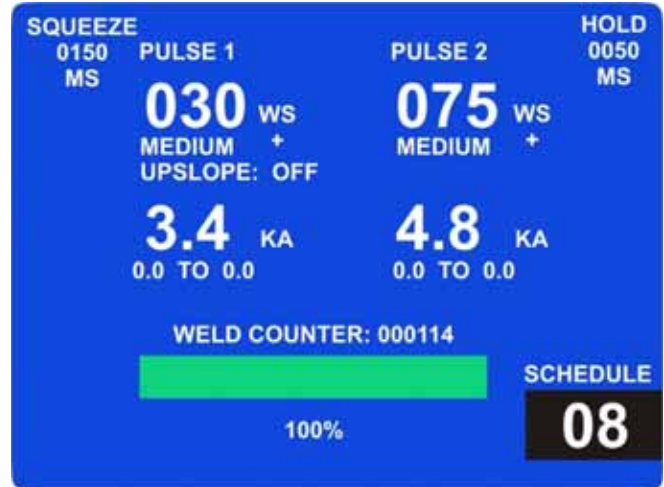 SQUEEZE
0150
MS
HOLD
0050
MS
PULSE 1
030 WS
MEDIUM +
UPSLOPE: OFF
3.4 KA
0.0 TO 0.0
PULSE 2
075 WS
MEDIUM +
4.8 KA
0.0 TO 0.0
WELD COUNTER: 000114
100%
SCHEDULE
08